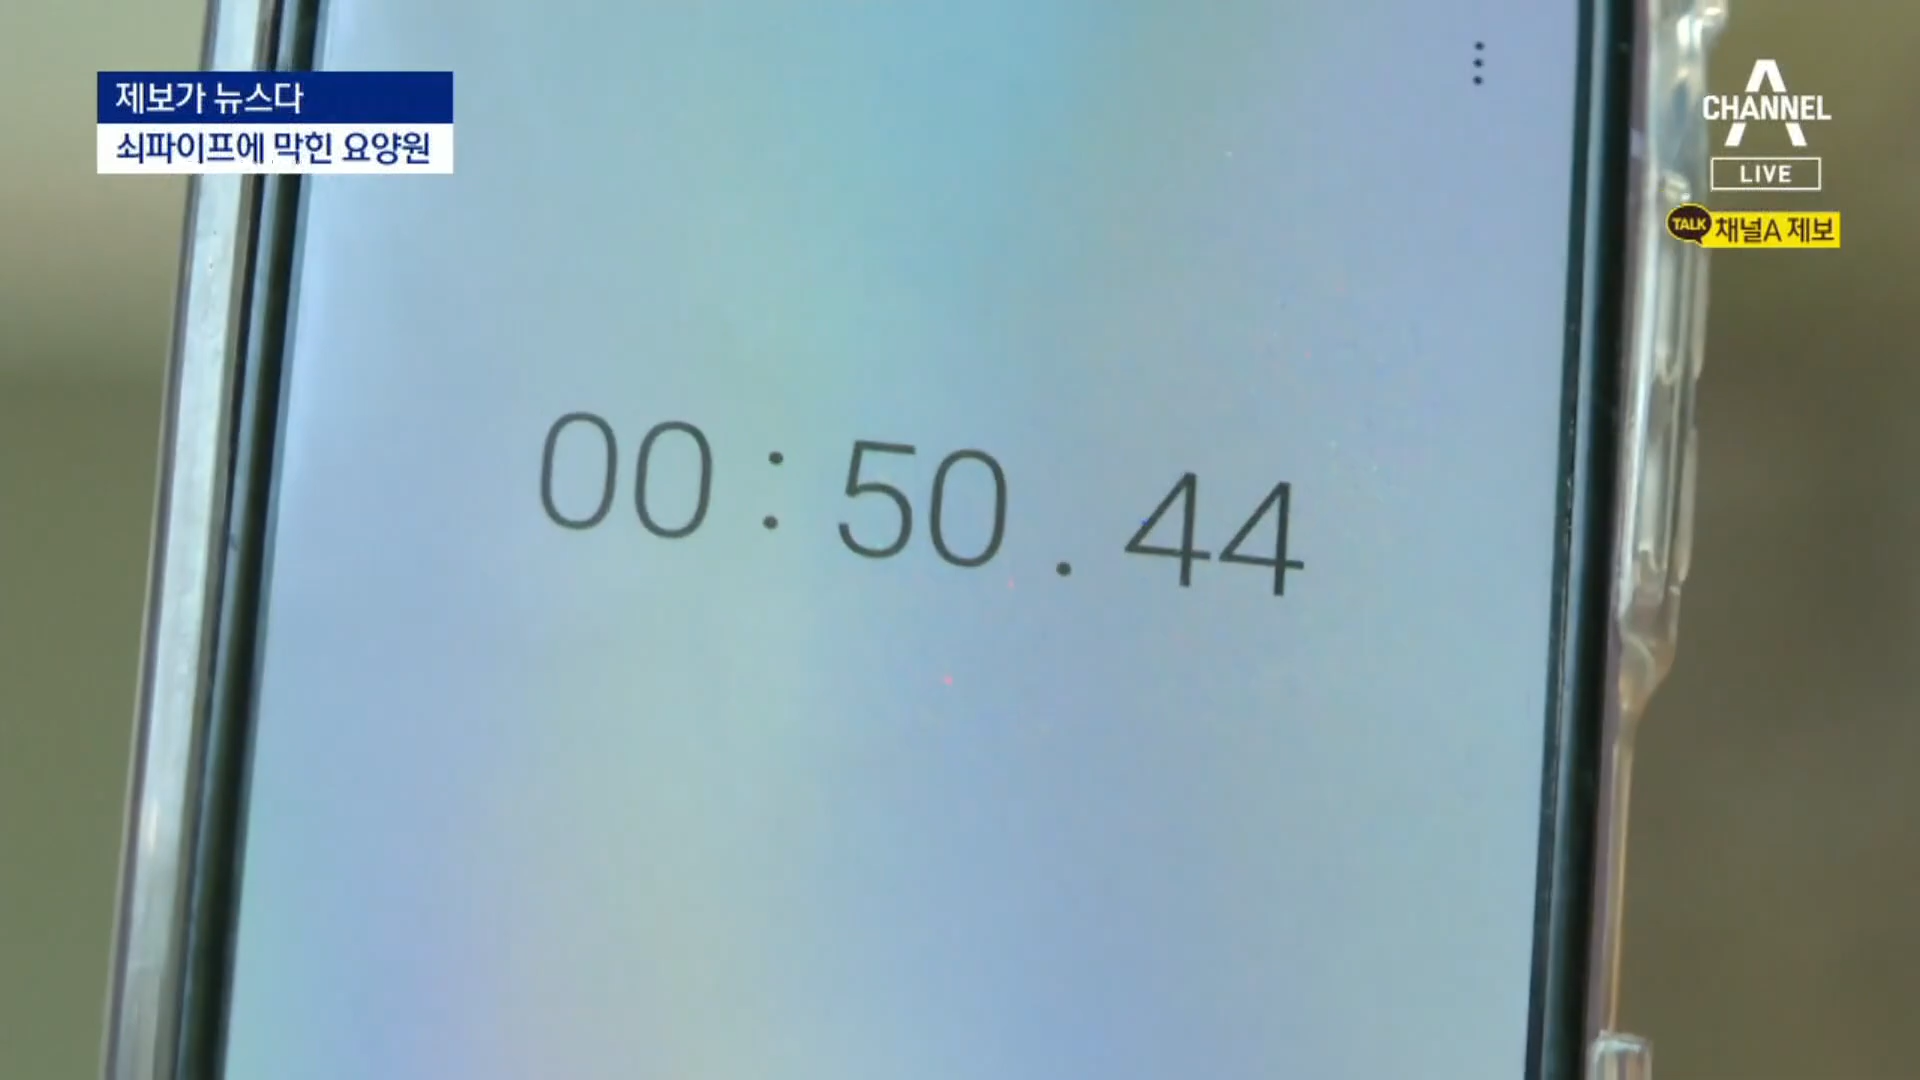 제보가 뉴스다
쇠파이프에 막힌 요양원
CHANNEL A
LIVE
TALK 채널A 제보
00:50.44